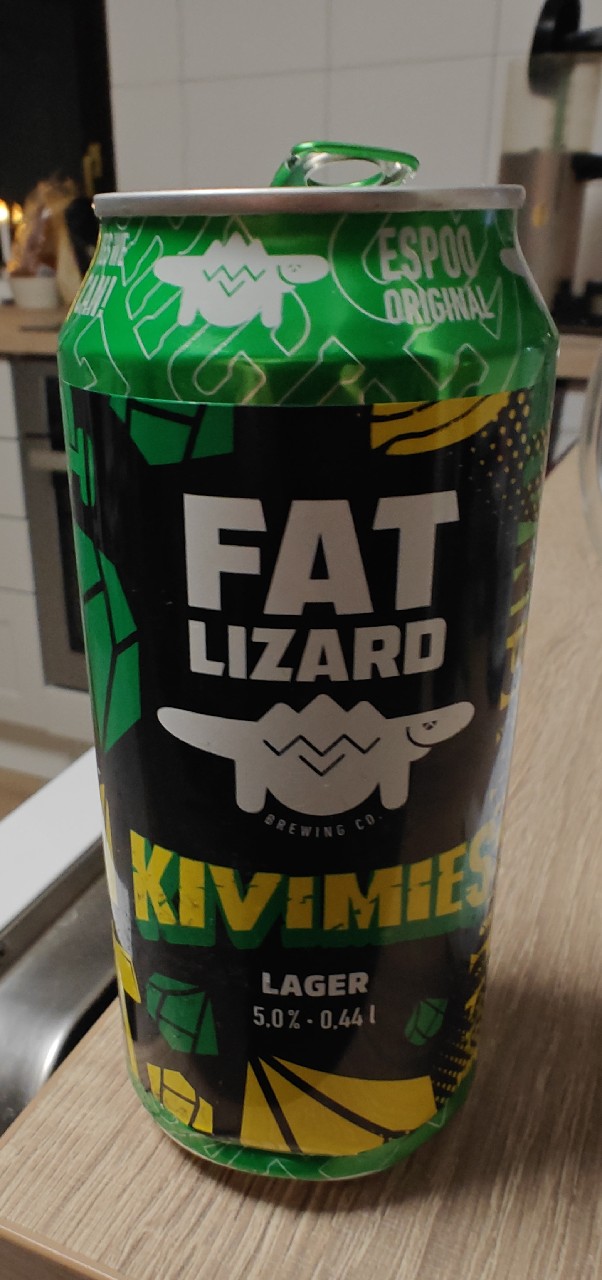 ESPOO
ORIGINAL
FAT
LIZARD
BREWING CO.
KIVIMIES
LAGER
5.0% • 0,44 l